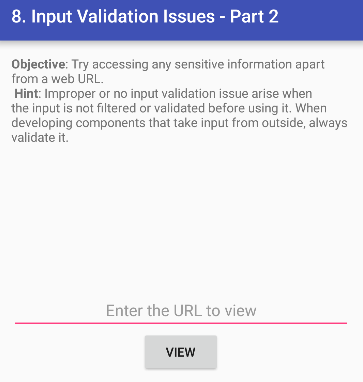 8. Input Validation Issues - Part 2
Objective: Try accessing any sensitive information apart
from a web URL.
Hint: Improper or no input validation issue arise when
the input is not filtered or validated before using it. When
developing components that take input from outside, always
validate it.
Enter the URL to view
VIEW